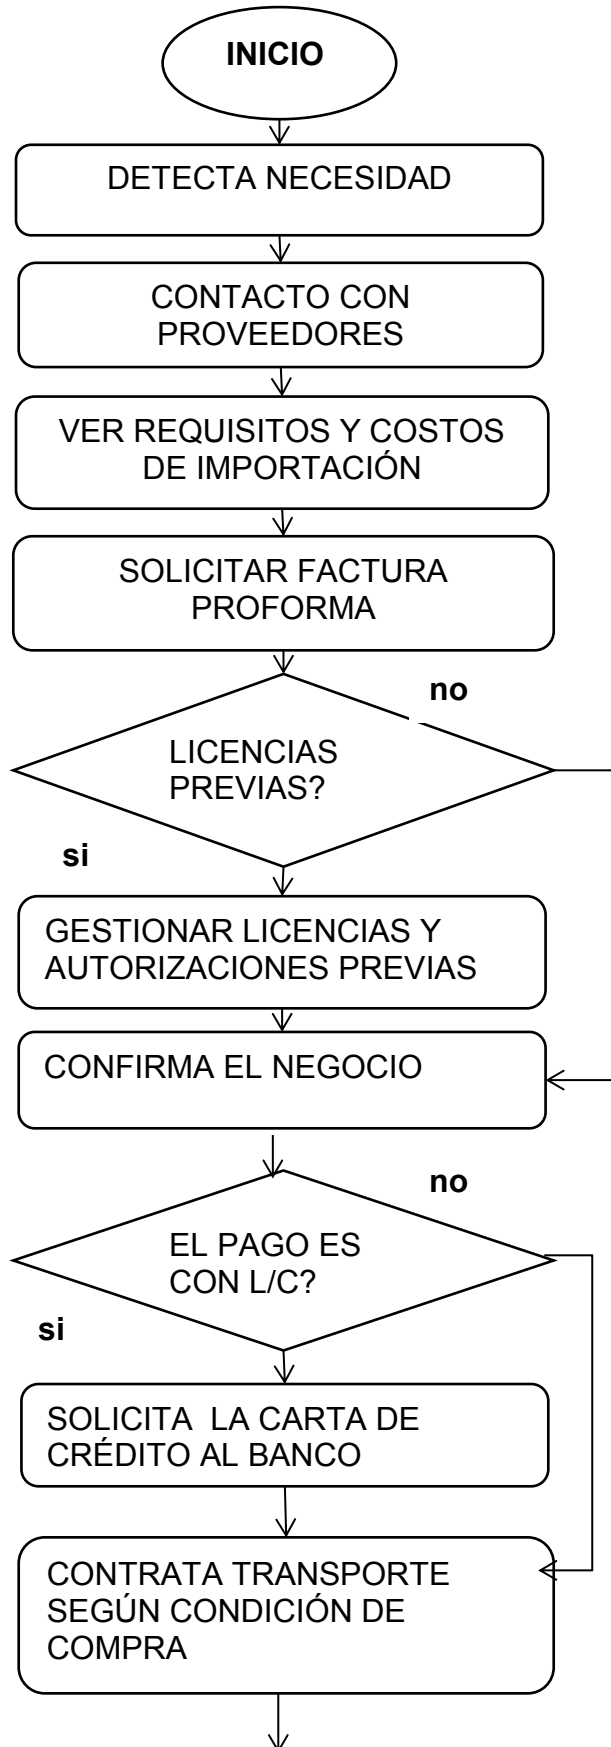 INICIO
DETECTA NECESIDAD
CONTACTO CON
PROVEEDORES
VER REQUISITOS Y COSTOS
DE IMPORTACIÓN
SOLICITAR FACTURA
PROFORMA
no
LICENCIAS
PREVIAS?
si
GESTIONAR LICENCIAS Y
AUTORIZACIONES PREVIAS
CONFIRMA EL NEGOCIO
no
EL PAGO ES
CON L/C?
si
SOLICITA LA CARTA DE
CRÉDITO AL BANCO
CONTRATA TRANSPORTE
SEGÚN CONDICIÓN DE
COMPRA